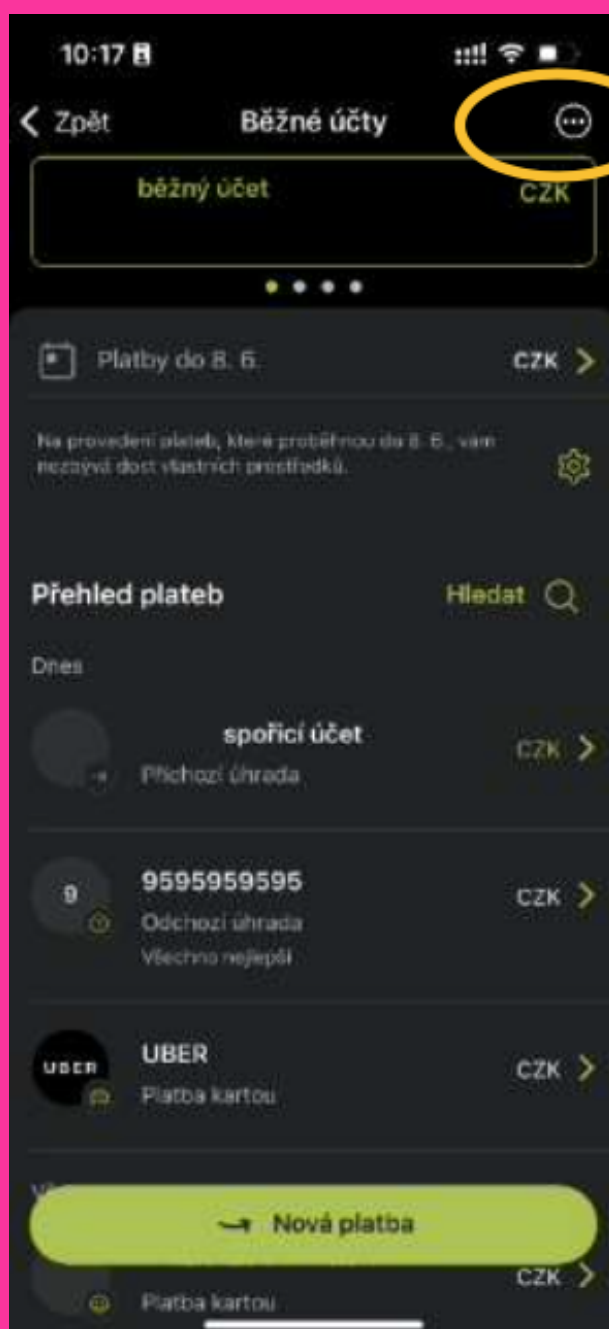 10:17
Zpět
Běžné účty
běžný účet CZK
Platby do 8. 6. CZK
Na provedení plateb, které proběhnou do 8. 6., vám
nezbývá dost vlastních prostředků.
Přehled plateb Hledat
Dnes
spořicí účet CZK
Příchozí úhrada
9 9595959595 CZK
Odchozí úhrada
Všechno nejlepší
UBER UBER CZK
Platba kartou
Nová platba
CZK
Platba kartou